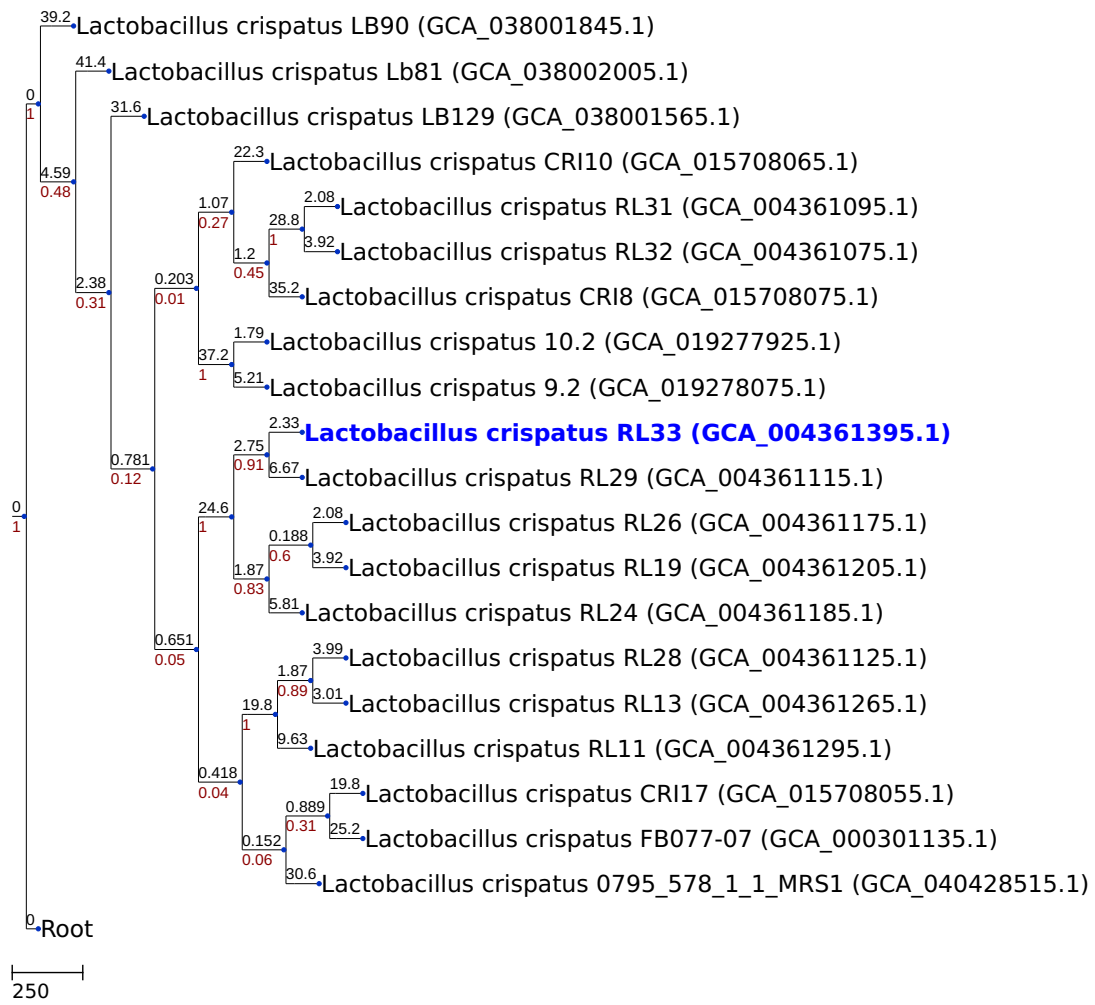 39.2
Lactobacillus crispatus LB90 (GCA_038001845.1)
41.4
Lactobacillus crispatus Lb81 (GCA_038002005.1)
0
1
31.6
Lactobacillus crispatus LB129 (GCA_038001565.1)
22.3
Lactobacillus crispatus CRI10 (GCA_015708065.1)
4.59
0.48
1.07
0.27
2.08
Lactobacillus crispatus RL31 (GCA_004361095.1)
28.8
1
3.92
Lactobacillus crispatus RL32 (GCA_004361075.1)
1.2
0.45
35.2
Lactobacillus crispatus CRI8 (GCA_015708075.1)
2.38
0.31
0.203
0.01
1.79
Lactobacillus crispatus 10.2 (GCA_019277925.1)
37.2
1
5.21
Lactobacillus crispatus 9.2 (GCA_019278075.1)
2.33
Lactobacillus crispatus RL33 (GCA_004361395.1)
2.75
0.91
6.67
Lactobacillus crispatus RL29 (GCA_004361115.1)
0.781
0.12
0
1
24.6
1
2.08
Lactobacillus crispatus RL26 (GCA_004361175.1)
0.188
0.6
3.92
Lactobacillus crispatus RL19 (GCA_004361205.1)
1.87
0.83
5.81
Lactobacillus crispatus RL24 (GCA_004361185.1)
0.651
0.05
3.99
Lactobacillus crispatus RL28 (GCA_004361125.1)
1.87
0.89
3.01
Lactobacillus crispatus RL13 (GCA_004361265.1)
19.8
1
9.63
Lactobacillus crispatus RL11 (GCA_004361295.1)
0.418
0.04
19.8
Lactobacillus crispatus CRI17 (GCA_015708055.1)
0.889
0.31
25.2
Lactobacillus crispatus FB077-07 (GCA_000301135.1)
0.152
0.06
30.6
Lactobacillus crispatus 0795_578_1_1_MRS1 (GCA_040428515.1)
0
Root
250